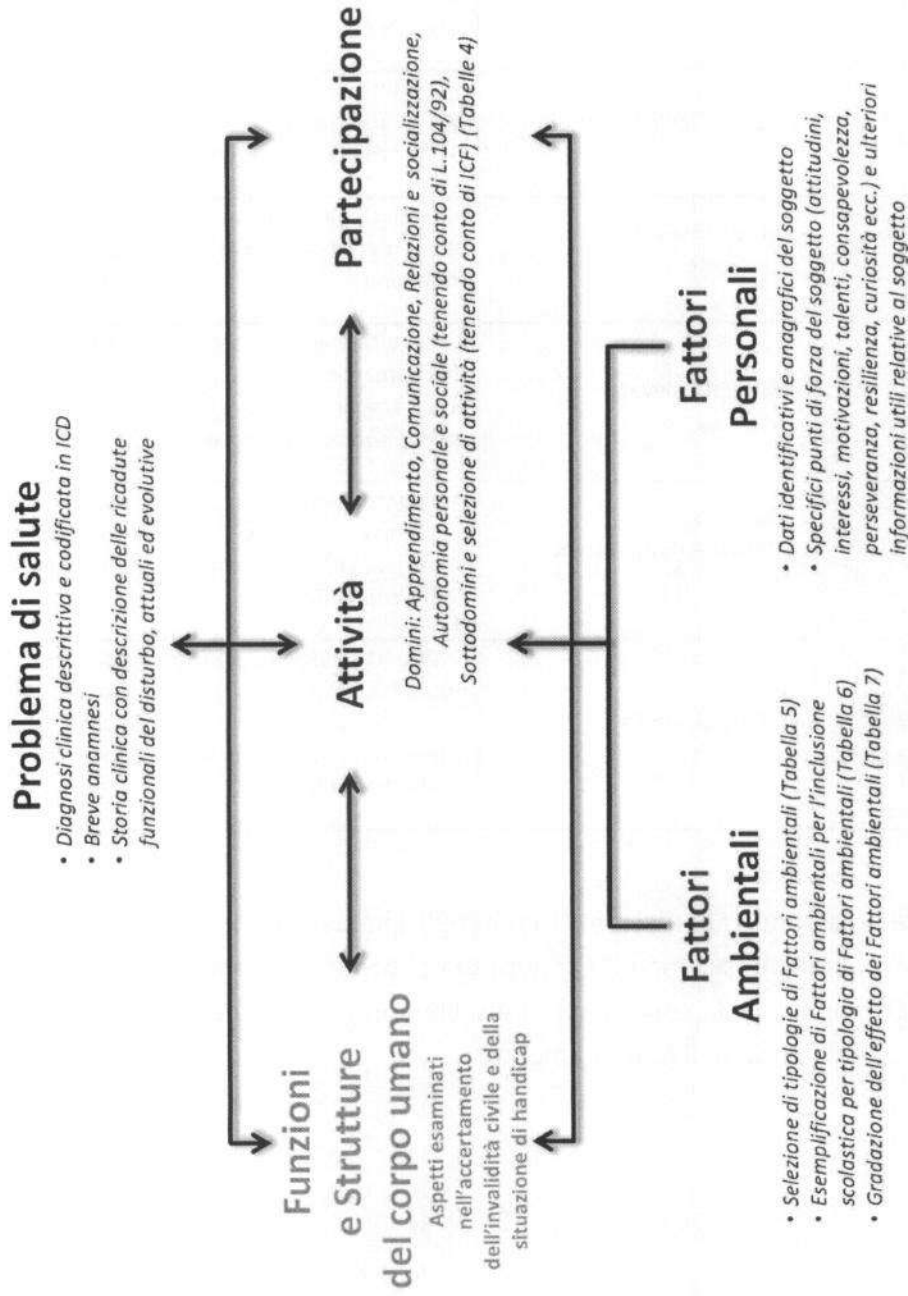 Problema di salute
• Diagnosi clinica descrittiva e codificata in ICD
• Breve anamnesi
• Storia clinica con descrizione delle ricadute
funzionali del disturbo, attuali ed evolutive
Funzioni
e Strutture
del corpo umano
Aspetti esaminati
nell'accertamento
dell'invalidità civile e della
situazione di handicap
Attività
Partecipazione
Domini: Apprendimento, Comunicazione, Relazioni e socializzazione,
Autonomia personale e sociale (tenendo conto di L.104/92),
Sottodomini e selezione di attività (tenendo conto di ICF) (Tabelle 4)
Fattori
Ambientali
• Selezione di tipologie di Fattori ambientali (Tabella 5)
• Esemplificazione di Fattori ambientali per l'inclusione
scolastica per tipologia di Fattori ambientali (Tabella 6)
• Gradazione dell'effetto dei Fattori ambientali (Tabella 7)
Fattori
Personali
• Dati identificativi e anagrafici del soggetto
• Specifici punti di forza del soggetto (attitudini,
interessi, motivazioni, talenti, consapevolezza,
perseveranza, resilienza, curiosità ecc.) e ulteriori
informazioni utili relative al soggetto